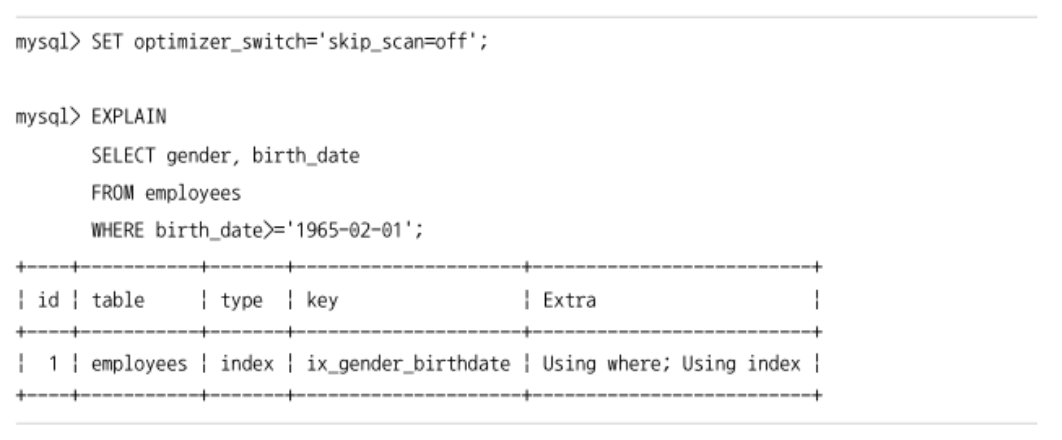 mysql> SET optimizer_switch='skip_scan=off';
mysql> EXPLAIN
SELECT gender, birth_date
FROM employees
WHERE birth_date>='1965-02-01';
+----+-----------+-------+---------------------+--------------------------+
| id | table     | type  | key                 | Extra                    |
+----+-----------+-------+---------------------+--------------------------+
|  1 | employees | index | ix_gender_birthdate | Using where; Using index |
+----+-----------+-------+---------------------+--------------------------+